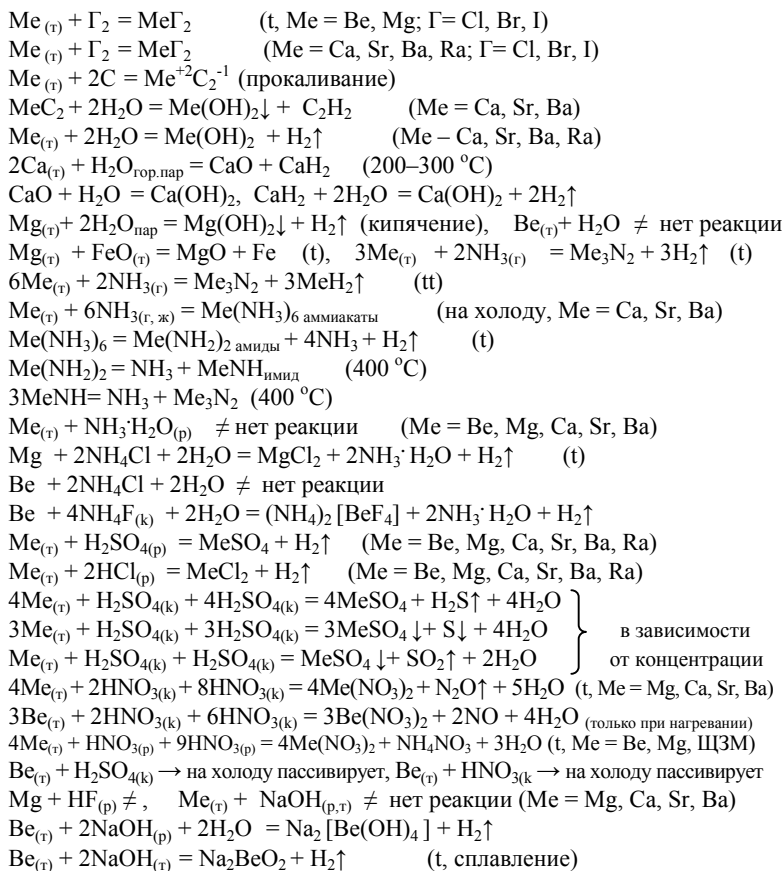 Me (т) + Г₂ = MeГ₂ (t, Me = Be, Mg; Г= Cl, Br, I)
Me (т) + Г₂ = MeГ₂ (Me = Ca, Sr, Ba, Ra; Г= Cl, Br, I)
Me (т) + 2C = Me⁺²C₂⁻¹ (прокаливание)
MeC₂ + 2H₂O = Me(OH)₂↓ + C₂H₂ (Me = Ca, Sr, Ba)
Me(т) + 2H₂O = Me(OH)₂ + H₂↑ (Me – Ca, Sr, Ba, Ra)
2Ca(т) + H₂Oгор.пар = CaO + CaH₂ (200–300 °C)
CaO + H₂O = Ca(OH)₂, CaH₂ + 2H₂O = Ca(OH)₂ + 2H₂↑
Mg(т)+ 2H₂Oпар = Mg(OH)₂↓ + H₂↑ (кипячение), Be(т)+ H₂O ≠ нет реакции
Mg(т) + FeO(т) = MgO + Fe (t), 3Me(т) + 2NH₃(г) = Me₃N₂ + 3H₂↑ (t)
6Me(т) + 2NH₃(г) = Me₃N₂ + 3MeH₂↑ (tt)
Me(т) + 6NH₃(г, ж) = Me(NH₃)₆ аммиакаты (на холоду, Me = Ca, Sr, Ba)
Me(NH₃)₆ = Me(NH₂)₂ амиды + 4NH₃ + H₂↑ (t)
Me(NH₂)₂ = NH₃ + MeNHимид (400 °C)
3MeNH= NH₃ + Me₃N₂ (400 °C)
Me(т) + NH₃·H₂O(р) ≠ нет реакции (Me = Be, Mg, Ca, Sr, Ba)
Mg + 2NH₄Cl + 2H₂O = MgCl₂ + 2NH₃·H₂O + H₂↑ (t)
Be + 2NH₄Cl + 2H₂O ≠ нет реакции
Be + 4NH₄F(k) + 2H₂O = (NH₄)₂ [BeF₄] + 2NH₃·H₂O + H₂↑
Me(т) + H₂SO₄(р) = MeSO₄ + H₂↑ (Me = Be, Mg, Ca, Sr, Ba, Ra)
Me(т) + 2HCl(р) = MeCl₂ + H₂↑ (Me = Be, Mg, Ca, Sr, Ba, Ra)
4Me(т) + H₂SO₄(k) + 4H₂SO₄(k) = 4MeSO₄ + H₂S↑ + 4H₂O
3Me(т) + H₂SO₄(k) + 3H₂SO₄(k) = 3MeSO₄ ↓+ S↓ + 4H₂O в зависимости
Me(т) + H₂SO₄(k) + H₂SO₄(k) = MeSO₄ ↓+ SO₂↑ + 2H₂O от концентрации
4Me(т) + 2HNO₃(k) + 8HNO₃(k) = 4Me(NO₃)₂ + N₂O↑ + 5H₂O (t, Me = Mg, Ca, Sr, Ba)
3Be(т) + 2HNO₃(k) + 6HNO₃(k) = 3Be(NO₃)₂ + 2NO + 4H₂O (только при нагревании)
4Me(т) + HNO₃(р) + 9HNO₃(р) = 4Me(NO₃)₂ + NH₄NO₃ + 3H₂O (t, Me = Be, Mg, ЩЗМ)
Be(т) + H₂SO₄(k) → на холоду пассивирует, Be(т) + HNO₃(k → на холоду пассивирует
Mg + HF(р) ≠ , Me(т) + NaOH(р,т) ≠ нет реакции (Me = Mg, Ca, Sr, Ba)
Be(т) + 2NaOH(р) + 2H₂O = Na₂ [Be(OH)₄] + H₂↑
Be(т) + 2NaOH(т) = Na₂BeO₂ + H₂↑ (t, сплавление)